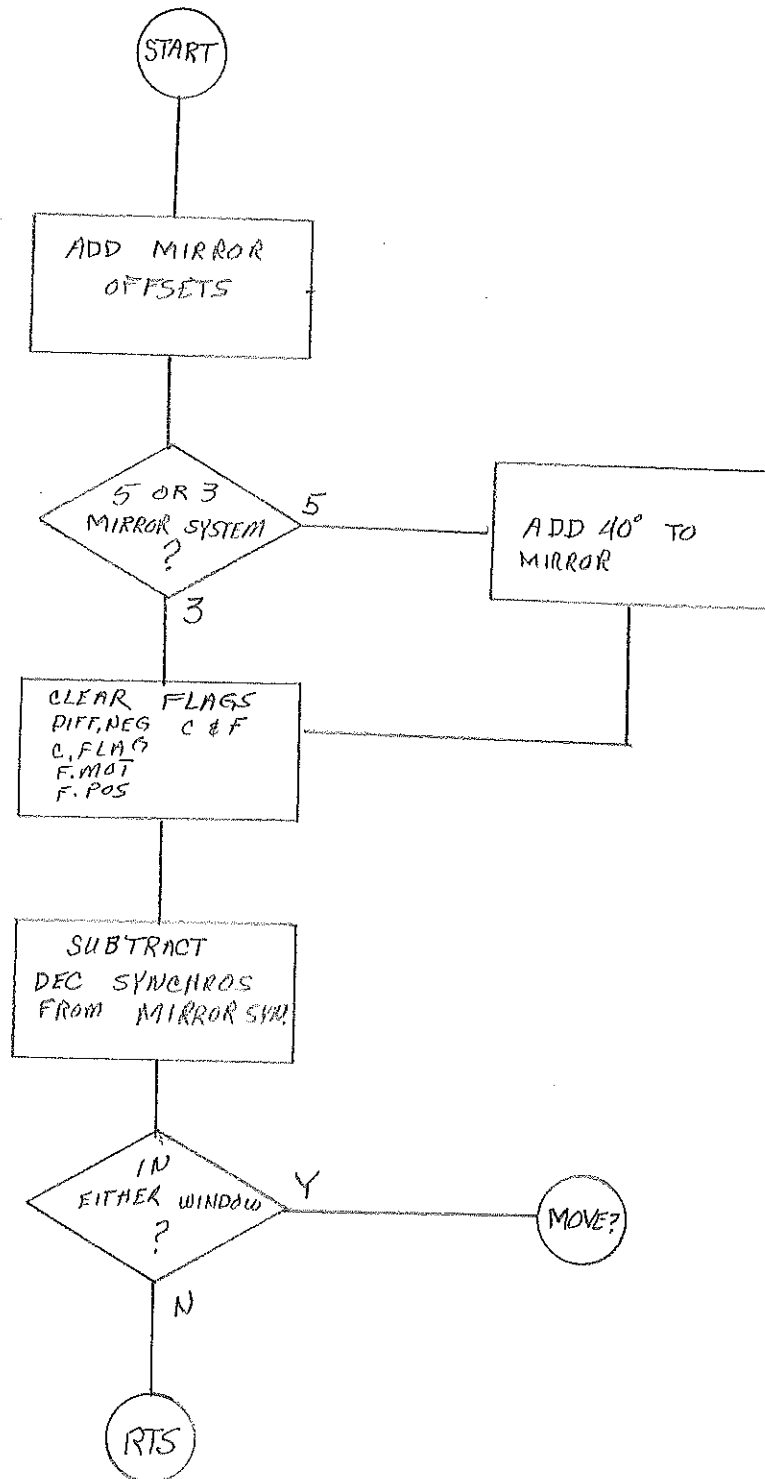 START
ADD MIRROR
OFFSETS
5 OR 3
MIRROR SYSTEM
?
5
ADD 40° TO
MIRROR
3
CLEAR FLAGS
DIFF.NEG C & F
C.FLAG
F.MOT
F.POS
SUBTRACT
DEC SYNCHROS
FROM MIRROR SYN.
IN
EITHER WINDOW
?
Y
MOVE?
N
RTS